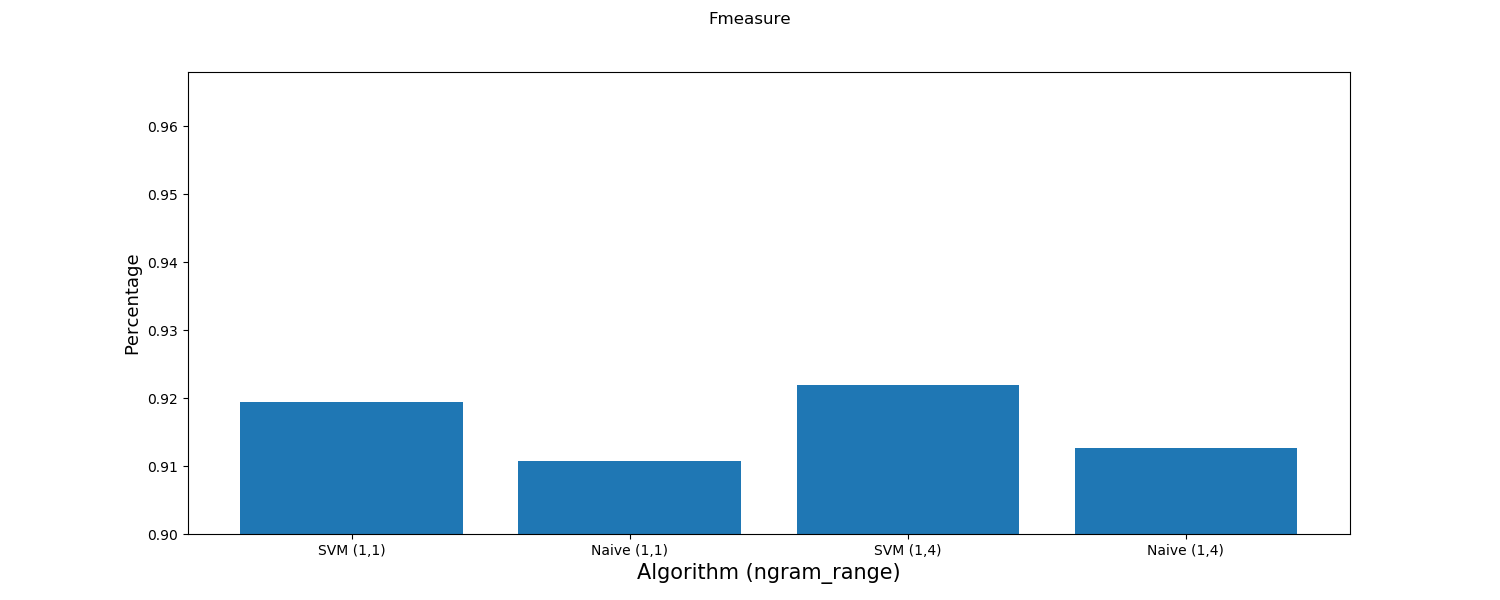 Fmeasure
Percentage
0.96
0.95
0.94
0.93
0.92
0.91
0.90
SVM (1,1)
Naive (1,1)
SVM (1,4)
Naive (1,4)
Algorithm (ngram_range)